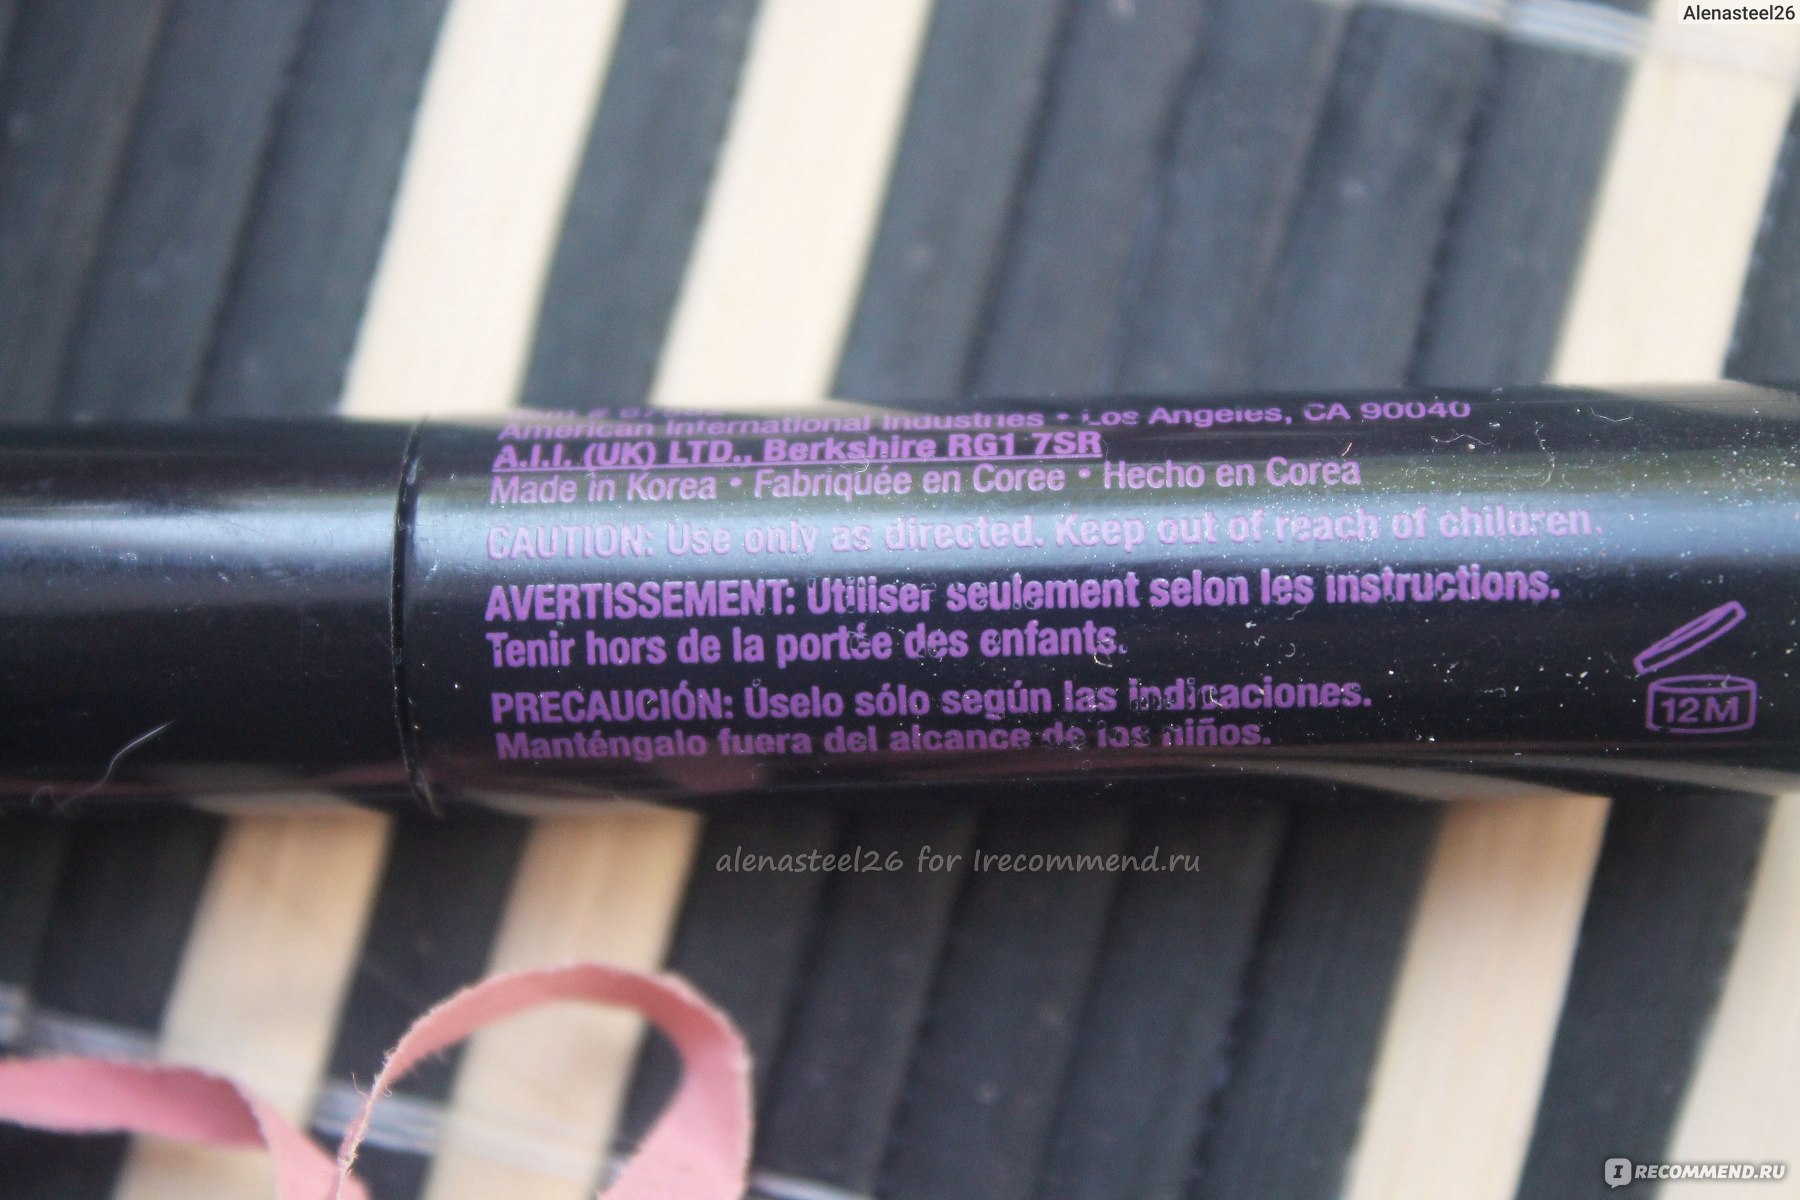 Alenasteel26
American International Industries • Los Angeles, CA 90040
A.I.I. (UK) LTD., Berkshire RG1 7SR
Made in Korea • Fabriquée en Coree • Hecho en Corea
CAUTION: Use only as directed. Keep out of reach of children.
AVERTISSEMENT: Utiliser seulement selon les instructions.
Tenir hors de la portée des enfants.
PRECAUCIÓN: Úselo sólo según las indicaciones.
Manténgalo fuera del alcance de los niños.
12M
alenasteel26 for Irecommend.ru
IRECOMMEND.RU